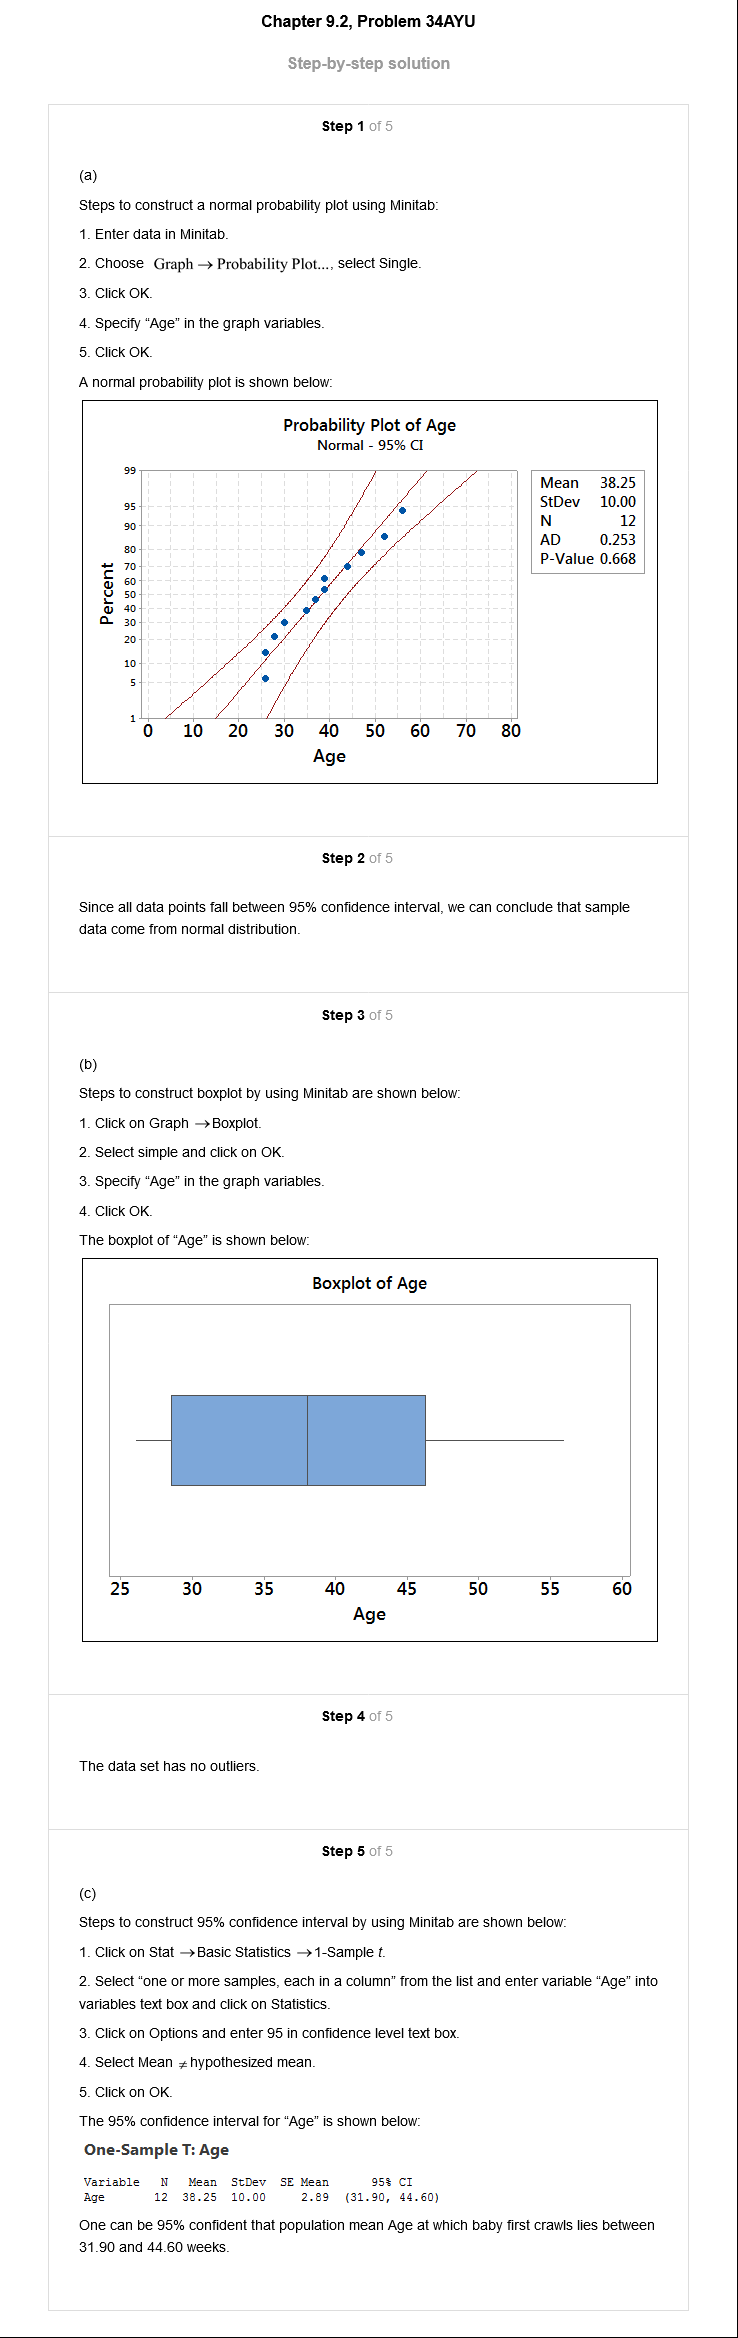 Chapter 9.2, Problem 34AYU
Step-by-step solution
Step 1 of 5
(a)
Steps to construct a normal probability plot using Minitab:
1. Enter data in Minitab.
2. Choose Graph → Probability Plot..., select Single.
3. Click OK.
4. Specify “Age” in the graph variables.
5. Click OK.
A normal probability plot is shown below:
Probability Plot of Age
Normal - 95% CI
Mean 38.25
StDev 10.00
N 12
AD 0.253
P-Value 0.668
Percent
99
95
90
80
70
60
50
40
30
20
10
5
1
0 10 20 30 40 50 60 70 80
Age
Step 2 of 5
Since all data points fall between 95% confidence interval, we can conclude that sample
data come from normal distribution.
Step 3 of 5
(b)
Steps to construct boxplot by using Minitab are shown below:
1. Click on Graph →Boxplot.
2. Select simple and click on OK.
3. Specify “Age” in the graph variables.
4. Click OK.
The boxplot of “Age” is shown below:
Boxplot of Age
25 30 35 40 45 50 55 60
Age
Step 4 of 5
The data set has no outliers.
Step 5 of 5
(c)
Steps to construct 95% confidence interval by using Minitab are shown below:
1. Click on Stat →Basic Statistics →1-Sample t.
2. Select “one or more samples, each in a column” from the list and enter variable “Age” into
variables text box and click on Statistics.
3. Click on Options and enter 95 in confidence level text box.
4. Select Mean ≠ hypothesized mean.
5. Click on OK.
The 95% confidence interval for “Age” is shown below:
One-Sample T: Age
Variable N Mean StDev SE Mean 95% CI
Age 12 38.25 10.00 2.89 (31.90, 44.60)
One can be 95% confident that population mean Age at which baby first crawls lies between
31.90 and 44.60 weeks.